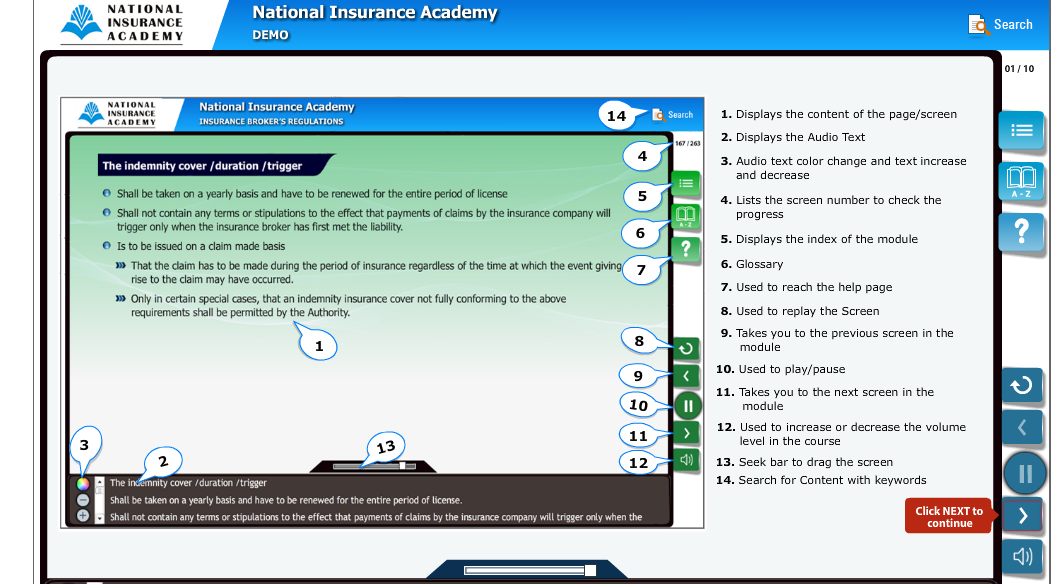 NATIONAL
INSURANCE
ACADEMY
National Insurance Academy
DEMO
Search
01 / 10
NATIONAL
INSURANCE
ACADEMY
National Insurance Academy
INSURANCE BROKER'S REGULATIONS
14
Search
167 / 263
4
The indemnity cover /duration /trigger
5
Shall be taken on a yearly basis and have to be renewed for the entire period of license
Shall not contain any terms or stipulations to the effect that payments of claims by the insurance company will
trigger only when the insurance broker has first met the liability.
A - Z
6
Is to be issued on a claim made basis
?
That the claim has to be made during the period of insurance regardless of the time at which the event giving
rise to the claim may have occurred.
7
Only in certain special cases, that an indemnity insurance cover not fully conforming to the above
requirements shall be permitted by the Authority.
1
8
9
10
11
12
13
3
2
The indemnity cover /duration /trigger
Shall be taken on a yearly basis and have to be renewed for the entire period of license.
Shall not contain any terms or stipulations to the effect that payments of claims by the insurance company will trigger only when the
1. Displays the content of the page/screen
2. Displays the Audio Text
3. Audio text color change and text increase
and decrease
4. Lists the screen number to check the
progress
5. Displays the index of the module
6. Glossary
7. Used to reach the help page
8. Used to replay the Screen
9. Takes you to the previous screen in the
module
10. Used to play/pause
11. Takes you to the next screen in the
module
12. Used to increase or decrease the volume
level in the course
13. Seek bar to drag the screen
14. Search for Content with keywords
Click NEXT to
continue
A - Z
?